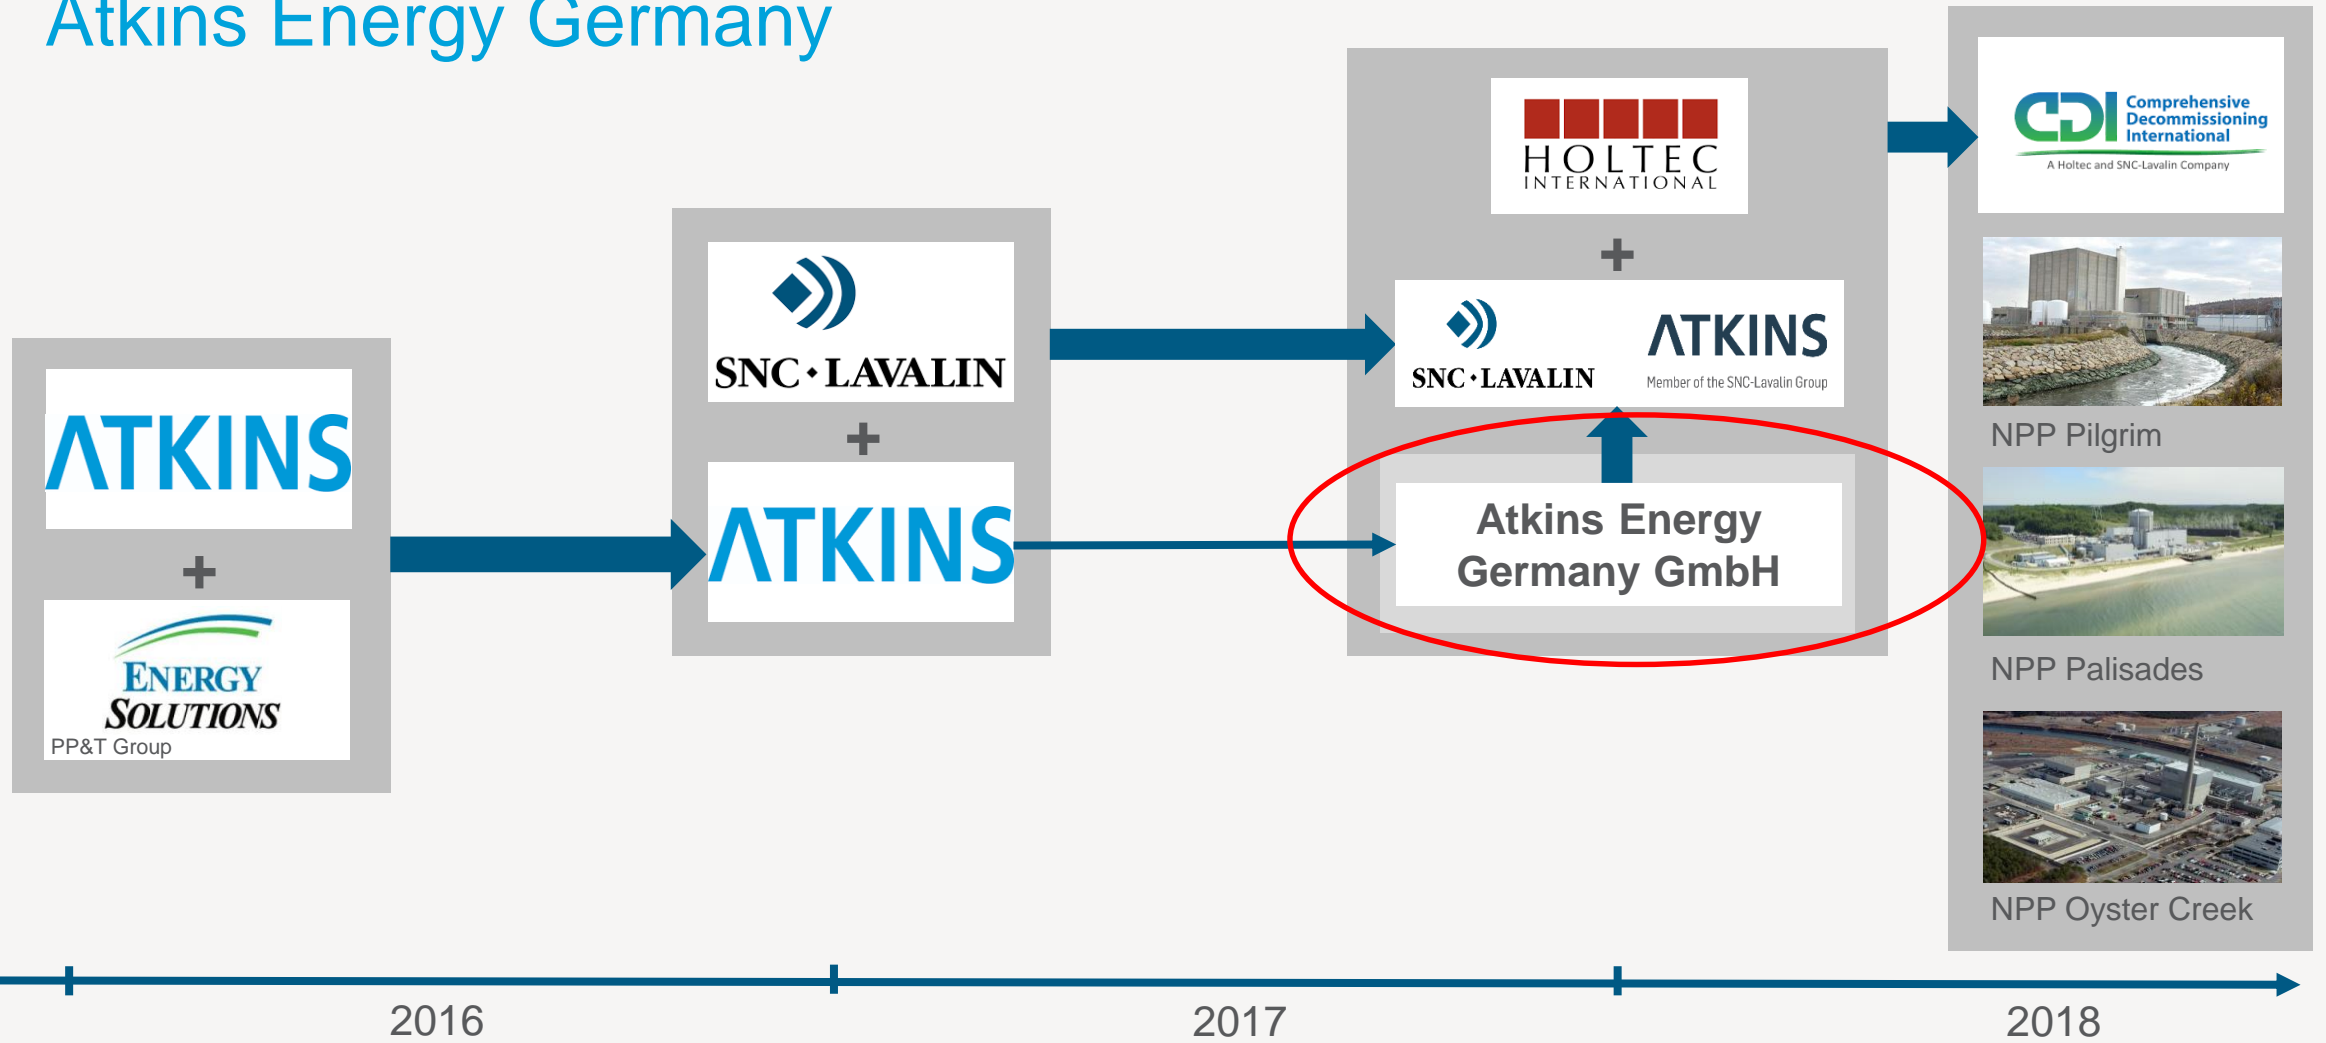 Atkins Energy Germany
ATKINS
+
ENERGY
SOLUTIONS
PP&T Group
SNC·LAVALIN
+
ATKINS
HOLTEC
INTERNATIONAL
+
SNC·LAVALIN
ATKINS
Member of the SNC-Lavalin Group
Atkins Energy
Germany GmbH
CDI
Comprehensive
Decommissioning
International
A Holtec and SNC-Lavalin Company
NPP Pilgrim
NPP Palisades
NPP Oyster Creek
2016
2017
2018